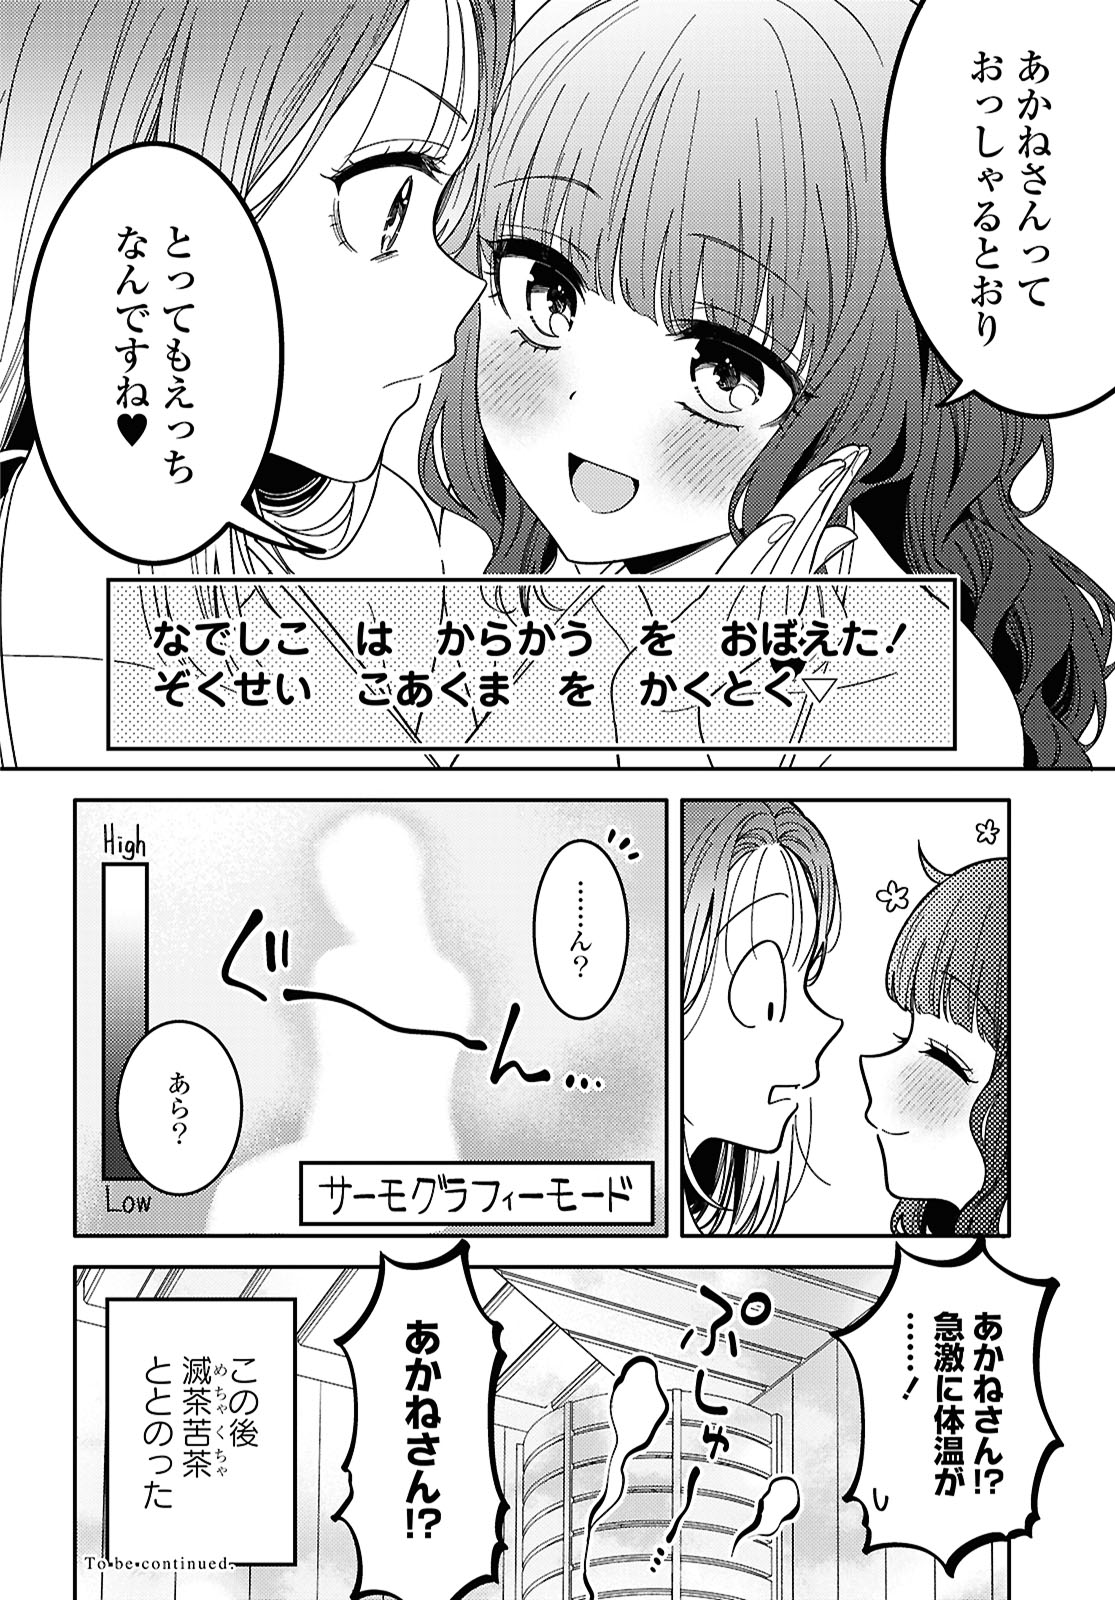 あかねさんって
おっしゃるとおり
とってもえっち
なんですね♥
なでしこ　は　からかう　を　おぼえた!
ぞくせい　こあくま　を　かくとく▽
……ん?
High
ぐ
ん…
あら?
Low
サーモグラフィーモード
あかねさん!?
急激に体温が
……!
ぷしゅー…
あかねさん!?
この後
滅茶苦茶
めちゃくちゃ
ととのった
To be continued.